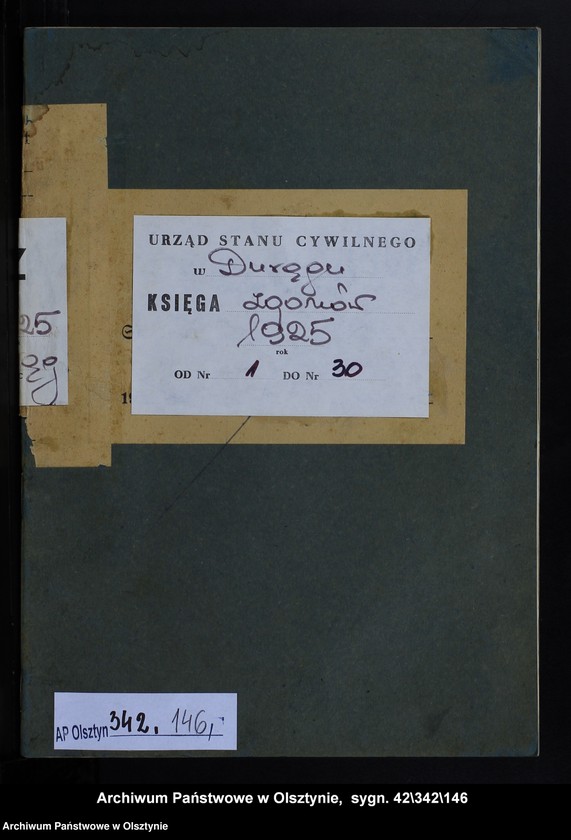 URZĄD STANU CYWILNEGO
w Durągu
KSIĘGA zgonów
1925
rok
OD Nr 1 DO Nr 30
25
AP Olsztyn 342. 146,-
Archiwum Państwowe w Olsztynie, sygn. 42\342\146
Archiwum Państwowe w Olsztynie